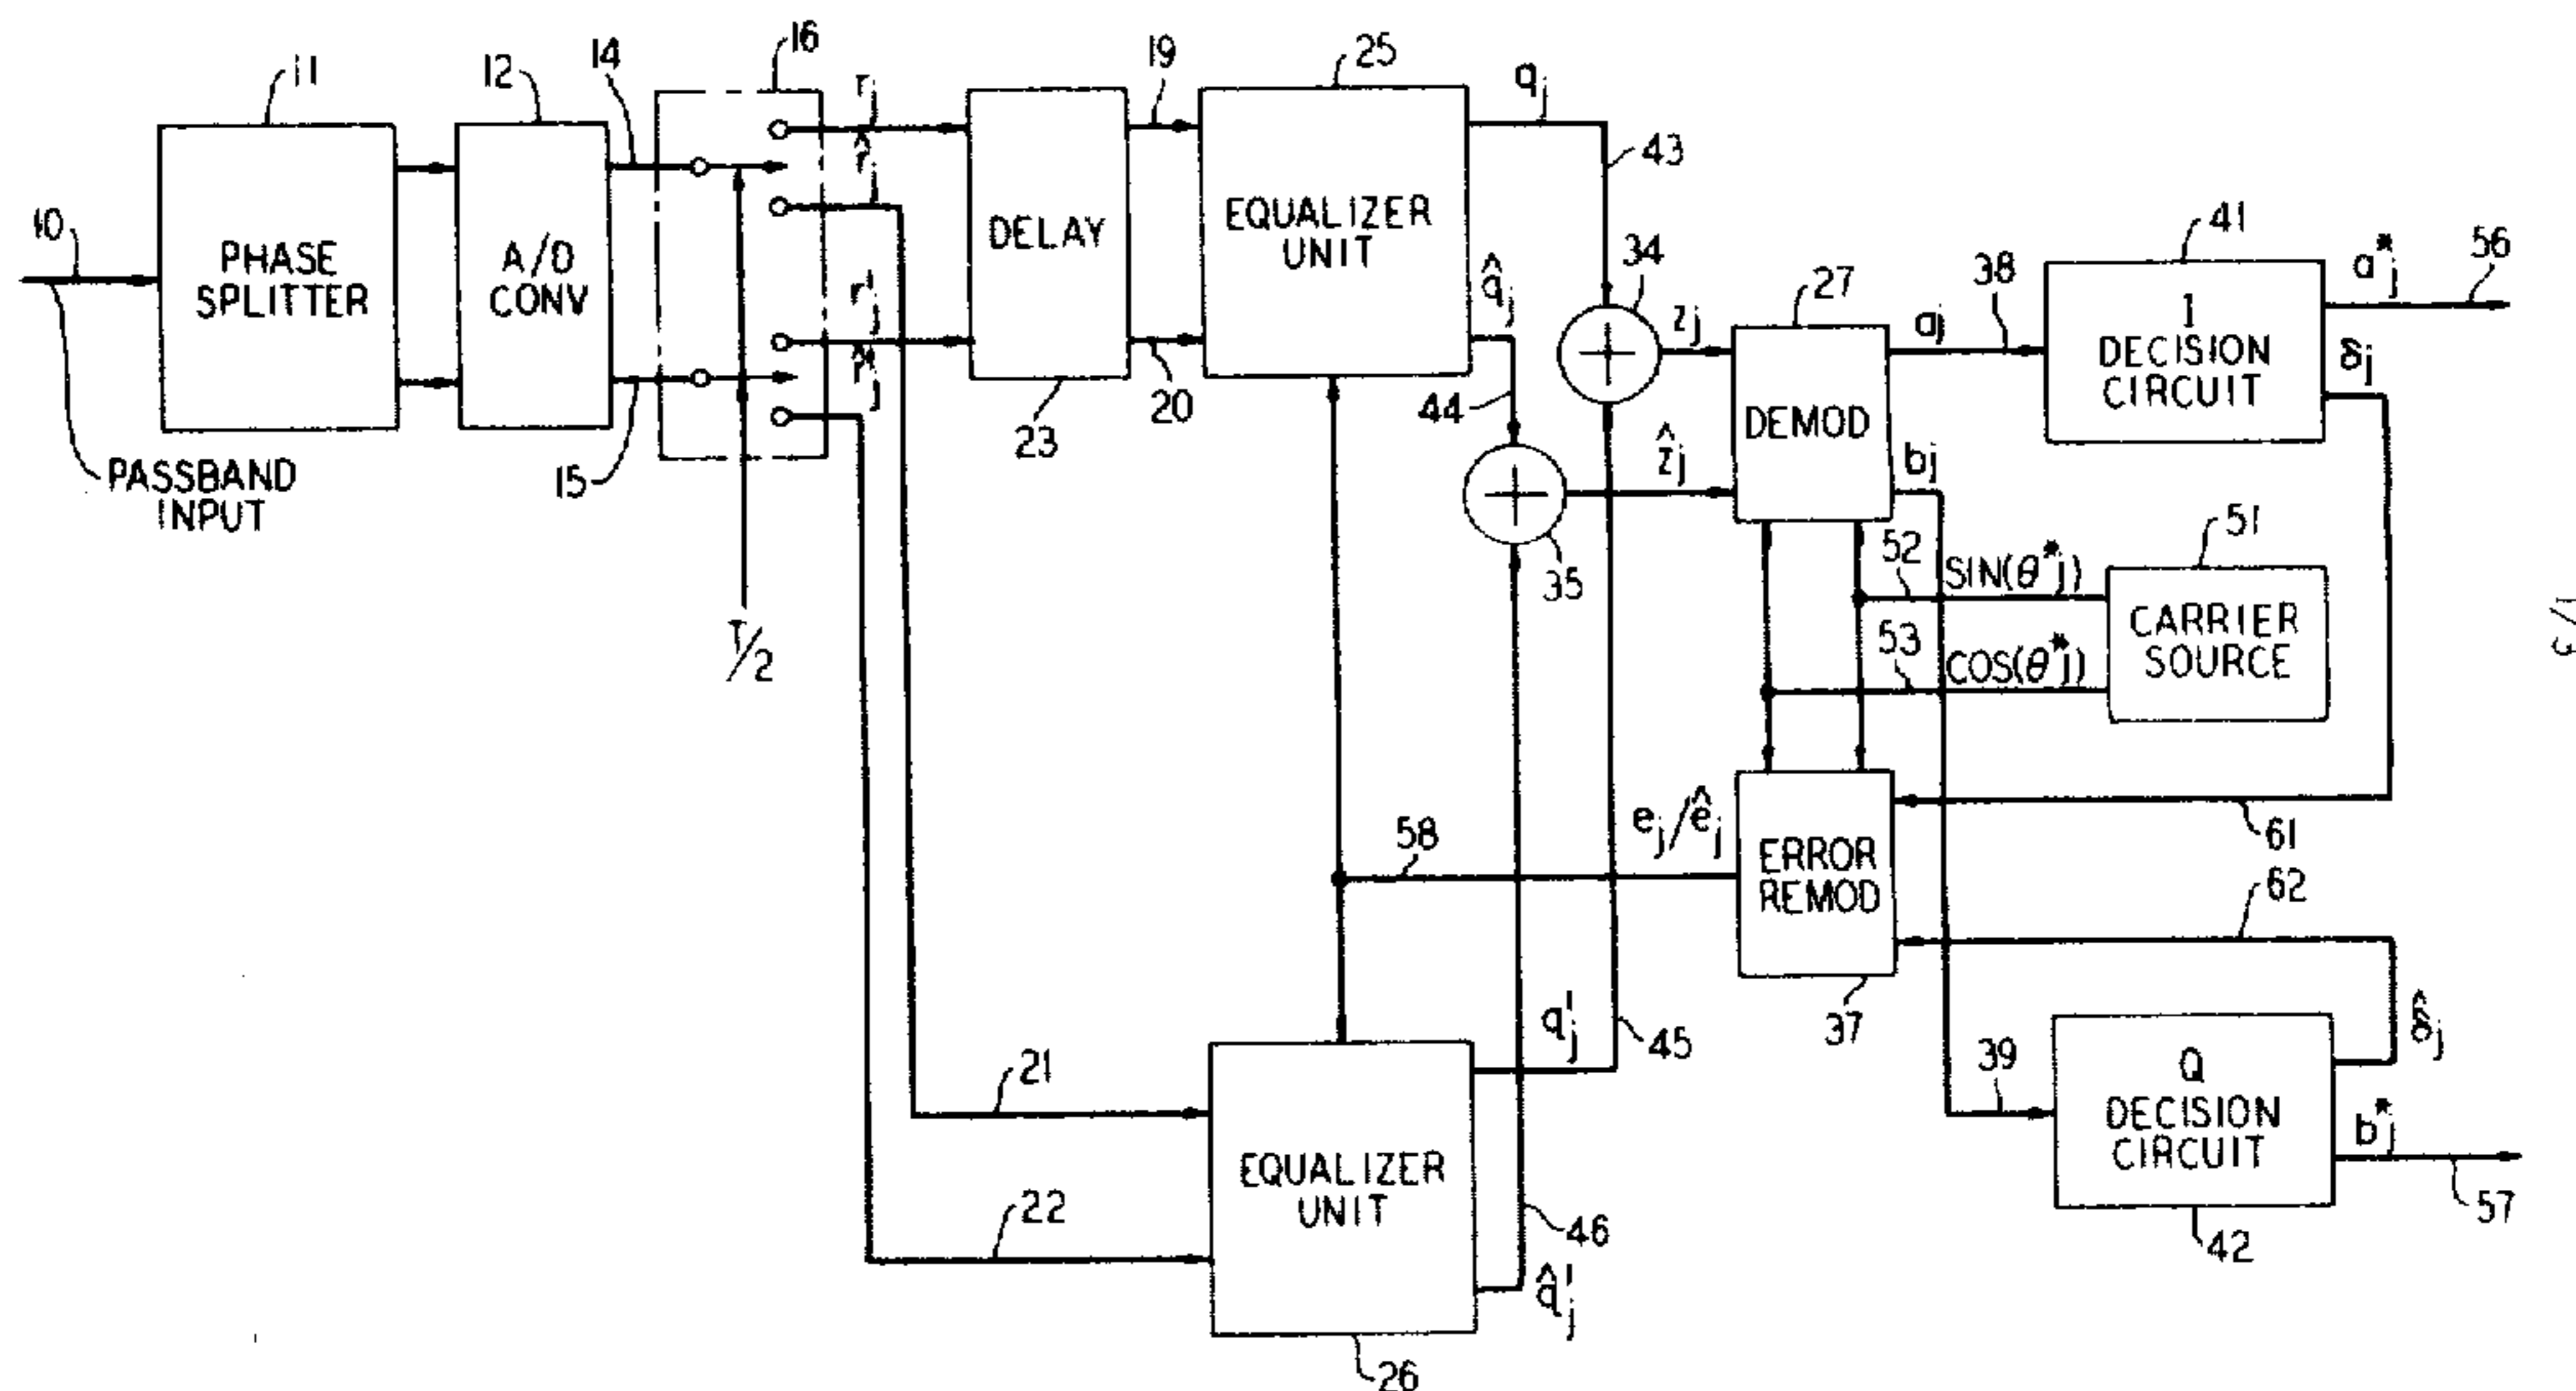 10
PASSBAND
INPUT
11
PHASE
SPLITTER
12
A/D
CONV
14
15
16
T/2
r_j
r̂_j
r'_j
r̂'_j
DELAY
23
19
20
21
22
25
EQUALIZER
UNIT
EQUALIZER
UNIT
26
q_j
q̂_j
43
44
34
35
z_j
ẑ_j
q'_j
q̂'_j
45
46
27
DEMOD
a_j
b_j
38
39
41
I
DECISION
CIRCUIT
a*_j
56
δ_j
51
CARRIER
SOURCE
52
SIN(θ*_j)
53
COS(θ*_j)
58
e_j/ê_j
ERROR
REMOD
37
61
62
Q
DECISION
CIRCUIT
42
δ̂_j
b*_j
57